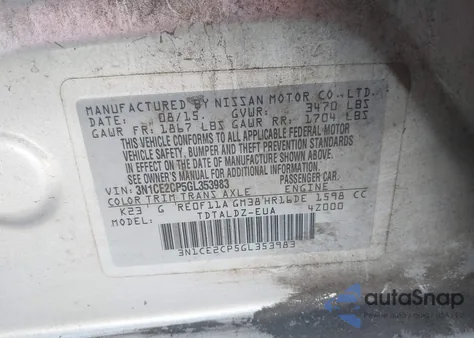 MANUFACTURED BY NISSAN MOTOR CO.,LTD.
DATE: 08/15. GVWR: 3470 LBS
GAWR FR: 1867 LBS GAWR RR: 1704 LBS
THIS VEHICLE CONFORMS TO ALL APPLICABLE FEDERAL-MOTOR
VEHICLE SAFETY, BUMPER AND THEFT PREVENTION STANDARDS
IN EFFECT ON THE DATE OF MANUFACTURE SHOWN ABOVE.
SEE OWNER'S MANUAL FOR ADDITIONAL INFORMATION.
VIN: 3N1CE2CP5GL353983 PASSENGER CAR.
COLOR TRIM TRANS AXLE ENGINE
K23 G RE0F11A GM38 HR16DE 1598 CC
MODEL: TDTALDZ-EUA 42000
3N1CE2CP5GL353983
autoSnap